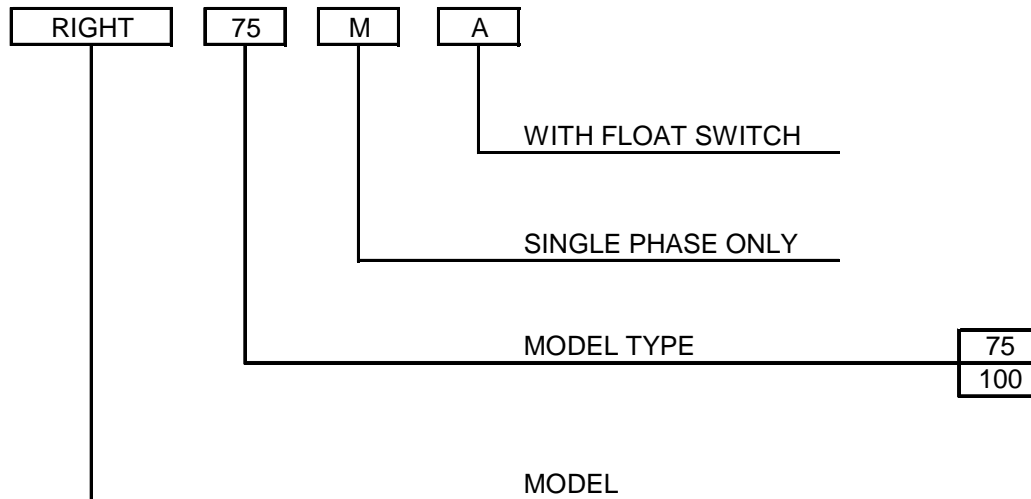 RIGHT 75 M A
WITH FLOAT SWITCH
SINGLE PHASE ONLY
MODEL TYPE 75
100
MODEL